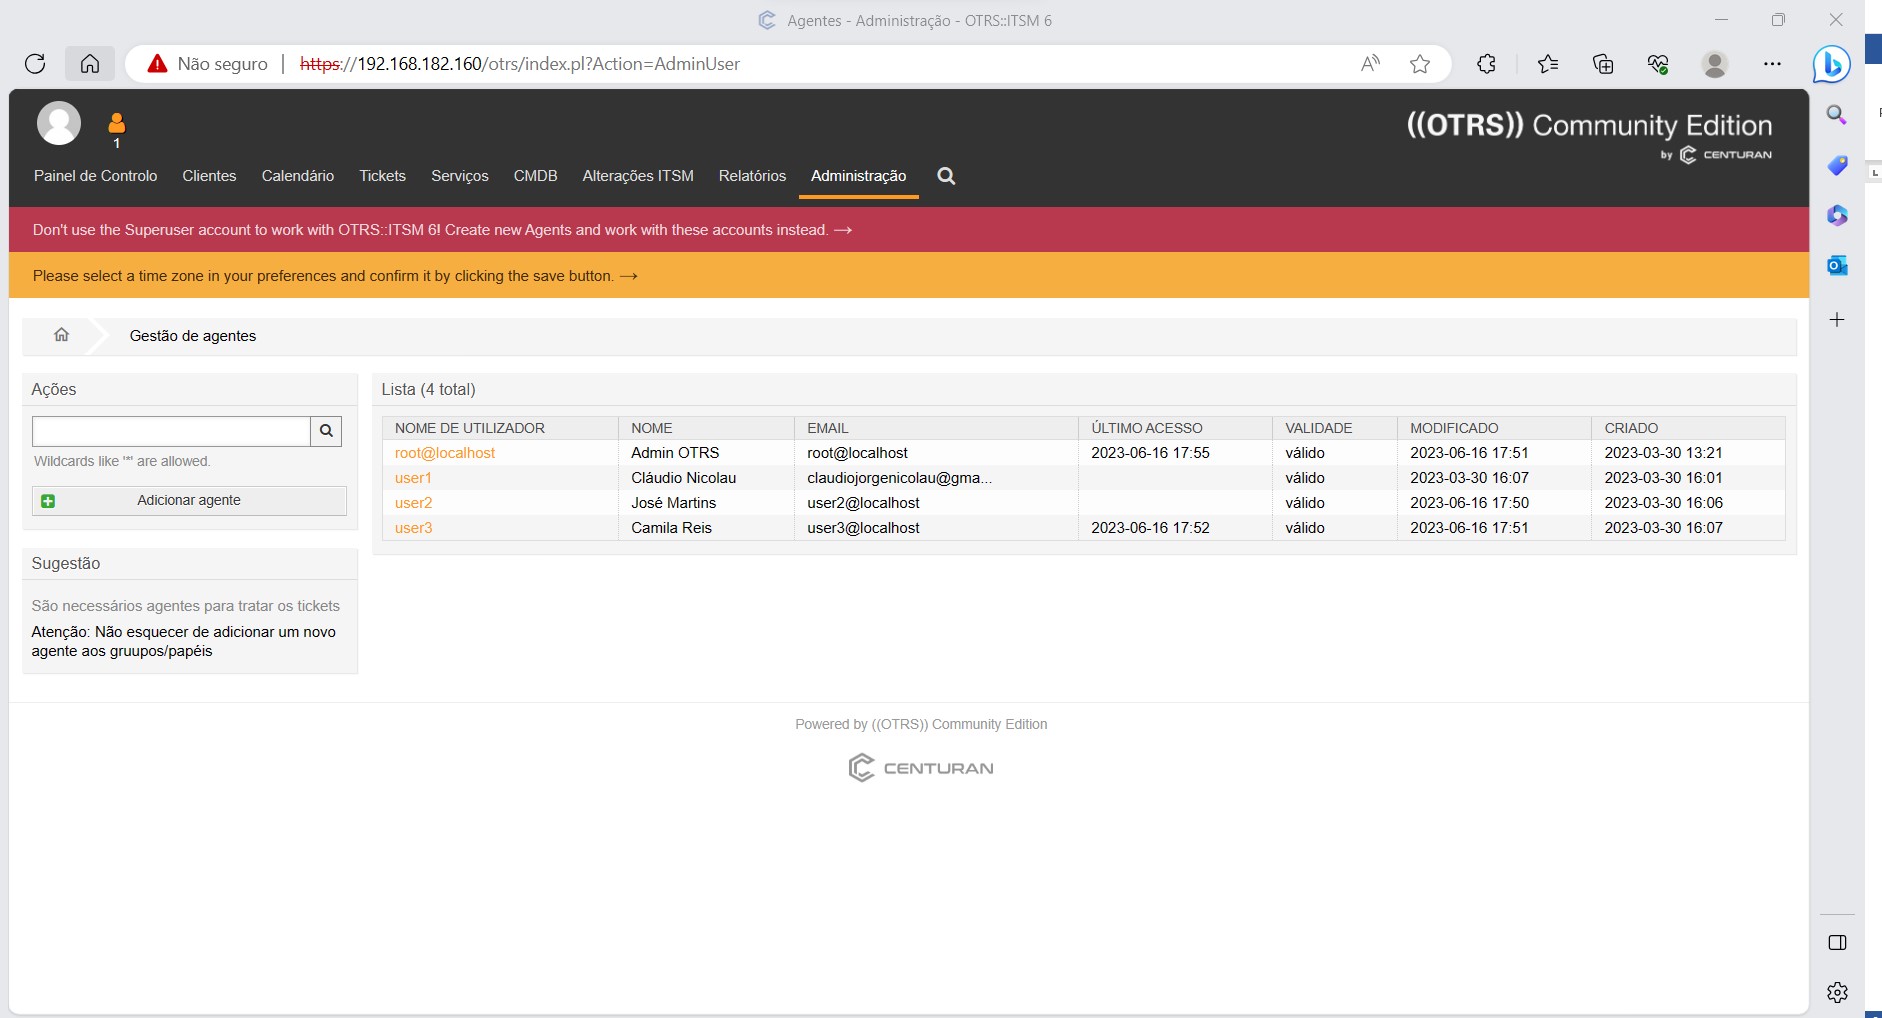 Agentes - Administração - OTRS::ITSM 6
Não seguro | https://192.168.182.160/otrs/index.pl?Action=AdminUser
1
((OTRS)) Community Edition
by CENTURAN
Painel de Controlo Clientes Calendário Tickets Serviços CMDB Alterações ITSM Relatórios Administração
Don't use the Superuser account to work with OTRS::ITSM 6! Create new Agents and work with these accounts instead. →
Please select a time zone in your preferences and confirm it by clicking the save button. →
Gestão de agentes
Ações
Wildcards like '*' are allowed.
Adicionar agente
Sugestão
São necessários agentes para tratar os tickets
Atenção: Não esquecer de adicionar um novo
agente aos gruupos/papéis
Lista (4 total)
NOME DE UTILIZADOR NOME EMAIL ÚLTIMO ACESSO VALIDADE MODIFICADO CRIADO
root@localhost Admin OTRS root@localhost 2023-06-16 17:55 válido 2023-06-16 17:51 2023-03-30 13:21
user1 Cláudio Nicolau claudiojorgenicolau@gma... válido 2023-03-30 16:07 2023-03-30 16:01
user2 José Martins user2@localhost válido 2023-06-16 17:50 2023-03-30 16:06
user3 Camila Reis user3@localhost 2023-06-16 17:52 válido 2023-06-16 17:51 2023-03-30 16:07
Powered by ((OTRS)) Community Edition
CENTURAN